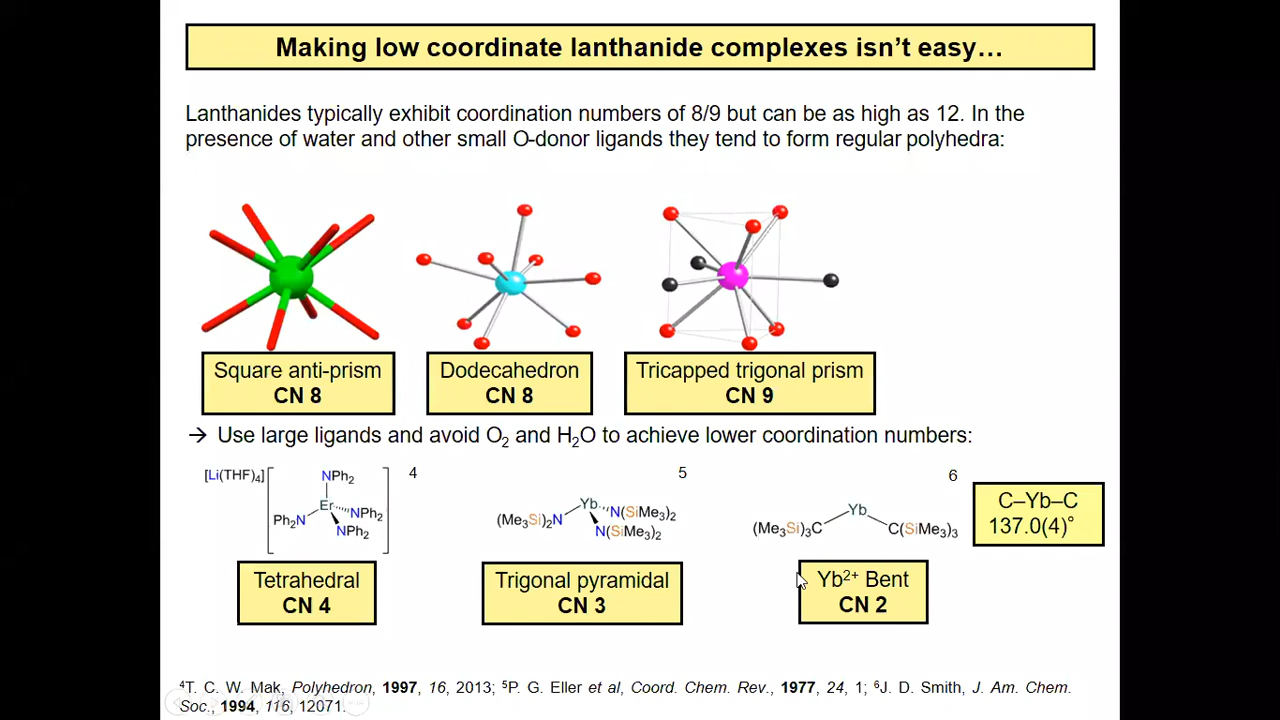 Making low coordinate lanthanide complexes isn't easy…
Lanthanides typically exhibit coordination numbers of 8/9 but can be as high as 12. In the
presence of water and other small O-donor ligands they tend to form regular polyhedra:
Square anti-prism
CN 8
Dodecahedron
CN 8
Tricapped trigonal prism
CN 9
→ Use large ligands and avoid O₂ and H₂O to achieve lower coordination numbers:
[Li(THF)₄]
NPh₂
Er
Ph₂N
NPh₂
NPh₂
4
Tetrahedral
CN 4
5
Yb
(Me₃Si)₂N
N(SiMe₃)₂
N(SiMe₃)₂
Trigonal pyramidal
CN 3
6
Yb
(Me₃Si)₃C
C(SiMe₃)₃
Yb²⁺ Bent
CN 2
C–Yb–C
137.0(4)°
⁴T. C. W. Mak, Polyhedron, 1997, 16, 2013; ⁵P. G. Eller et al, Coord. Chem. Rev., 1977, 24, 1; ⁶J. D. Smith, J. Am. Chem.
Soc., 1994, 116, 12071.